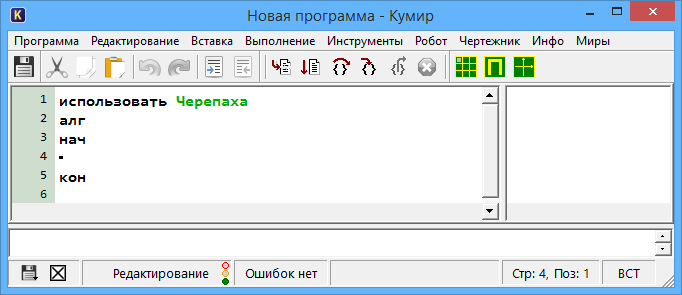 Новая программа - Кумир
Программа Редактирование Вставка Выполнение Инструменты Робот Чертежник Инфо Миры
1 использовать Черепаха
2 алг
3 нач
4 ▪
5 кон
6
Редактирование Ошибок нет Стр: 4, Поз: 1 ВСТ